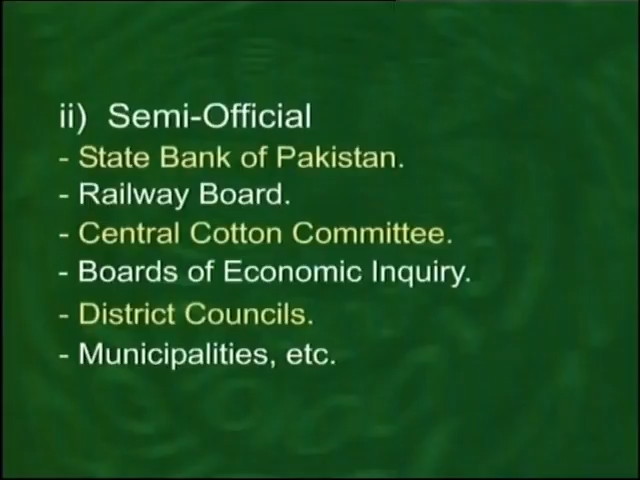 ii) Semi-Official
- State Bank of Pakistan.
- Railway Board.
- Central Cotton Committee.
- Boards of Economic Inquiry.
- District Councils.
- Municipalities, etc.